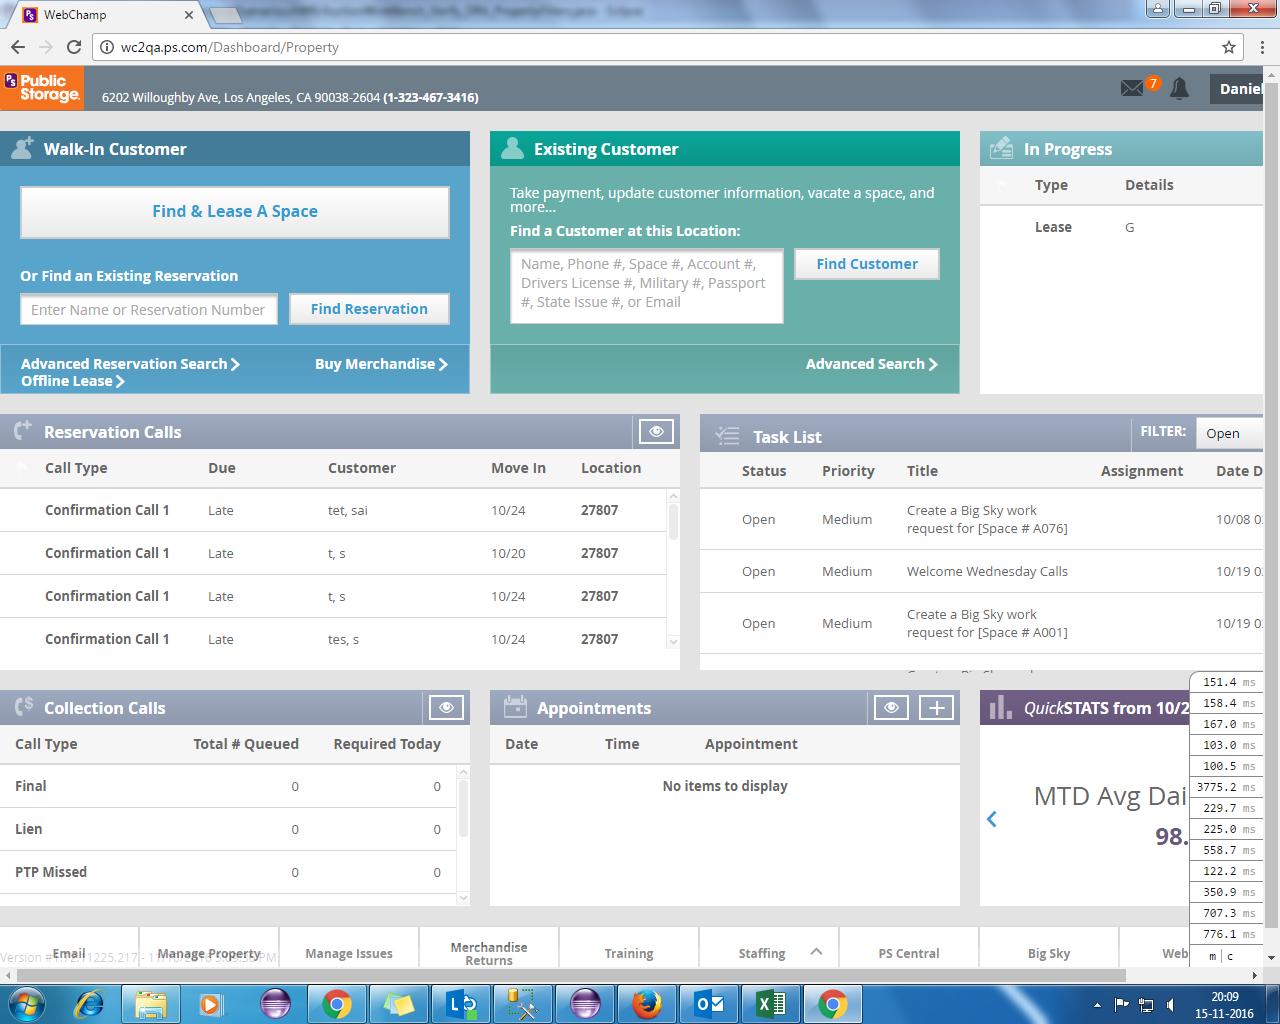 WebChamp
wc2qa.ps.com/Dashboard/Property
PS
Public
Storage
6202 Willoughby Ave, Los Angeles, CA 90038-2604 (1-323-467-3416)
7
Daniel
Walk-In Customer
Find & Lease A Space
Or Find an Existing Reservation
Enter Name or Reservation Number
Find Reservation
Advanced Reservation Search
Buy Merchandise
Offline Lease
Existing Customer
Take payment, update customer information, vacate a space, and
more...
Find a Customer at this Location:
Name, Phone #, Space #, Account #,
Drivers License #, Military #, Passport
#, State Issue #, or Email
Find Customer
Advanced Search
In Progress
Type Details
Lease G
Reservation Calls
Call Type Due Customer Move In Location
Confirmation Call 1 Late tet, sai 10/24 27807
Confirmation Call 1 Late t, s 10/20 27807
Confirmation Call 1 Late t, s 10/24 27807
Confirmation Call 1 Late tes, s 10/24 27807
Task List
FILTER: Open
Status Priority Title Assignment Date D
Open Medium Create a Big Sky work
request for [Space # A076] 10/08 0
Open Medium Welcome Wednesday Calls 10/19 0
Open Medium Create a Big Sky work
request for [Space # A001] 10/19 0
Collection Calls
Call Type Total # Queued Required Today
Final 0 0
Lien 0 0
PTP Missed 0 0
Appointments
Date Time Appointment
No items to display
QuickSTATS from 10/2
MTD Avg Dai
98.
151.4 ms
158.4 ms
167.0 ms
103.0 ms
100.5 ms
3775.2 ms
229.7 ms
225.0 ms
558.7 ms
122.2 ms
350.9 ms
707.3 ms
776.1 ms
m | c
Email
Manage Property
Manage Issues
Merchandise
Returns
Training
Staffing
PS Central
Big Sky
Web
20:09
15-11-2016